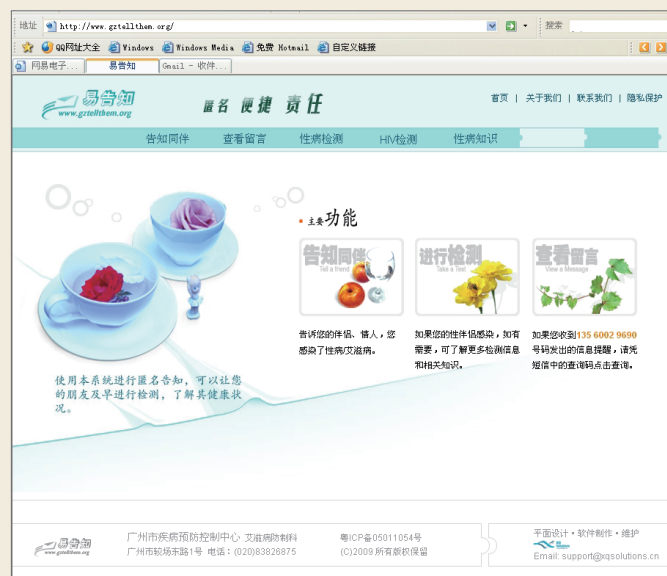 地址 http://www.gztellthem.org/ 搜索
QQ网址大全 Windows Windows Media 免费 Hotmail 自定义链接
网易电子... 易告知 Gmail - 收件...
易告知
www.gztellthem.org
匿名 便捷 责任
首页 | 关于我们 | 联系我们 | 隐私保护
告知同伴 查看留言 性病检测 HIV检测 性病知识
• 主要功能
告知同伴
Tell a friend
告诉您的伴侣、情人，您
感染了性病/艾滋病。
进行检测
Take a Test
如果您的性伴侣感染，如有
需要，可了解更多检测信息
和相关知识。
查看留言
View a Message
如果您收到135 6002 9690
号码发出的信息提醒，请凭
短信中的查询码点击查询。
使用本系统进行匿名告知，可以让您
的朋友及早进行检测，了解其健康状
况。
易告知
www.gztellthem.org
广州市疾病预防控制中心 艾滋病防制科
广州市较场东路1号 电话：(020)83826875
粤ICP备05011054号
(C)2009 所有版权保留
平面设计・软件制作・维护
Email: support@xqsolutions.cn